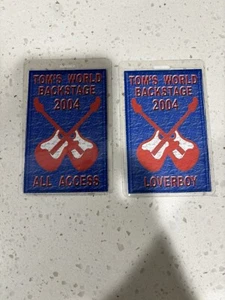 TOM'S WORLD
BACKSTAGE
2004
ALL ACCESS
TOM'S WORLD
BACKSTAGE
2004
LOVERBOY